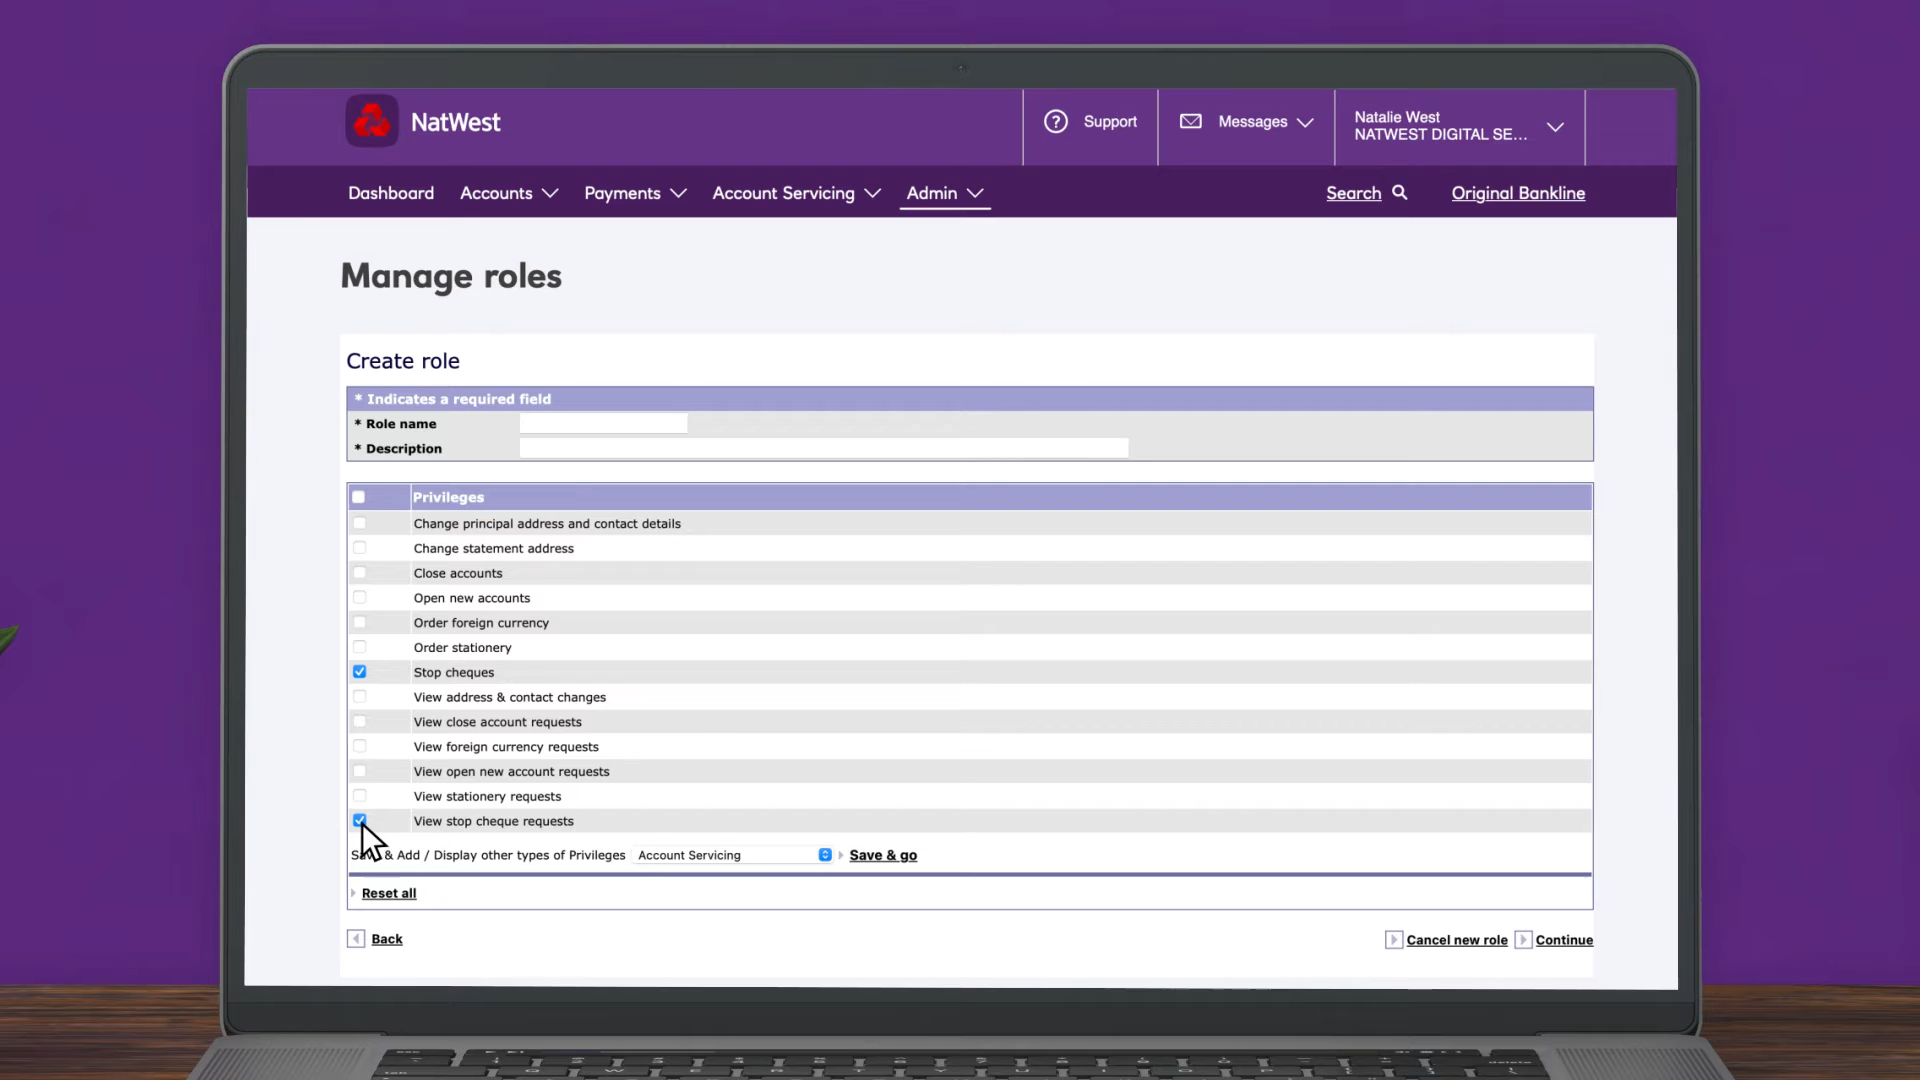 NatWest
Support
Messages
Natalie West
NATWEST DIGITAL SE...
Dashboard
Accounts
Payments
Account Servicing
Admin
Search
Original Bankline
Manage roles
Create role
* Indicates a required field
* Role name
* Description
Privileges
Change principal address and contact details
Change statement address
Close accounts
Open new accounts
Order foreign currency
Order stationery
Stop cheques
View address & contact changes
View close account requests
View foreign currency requests
View open new account requests
View stationery requests
View stop cheque requests
& Add / Display other types of Privileges Account Servicing Save & go
Reset all
Back
Cancel new role Continue